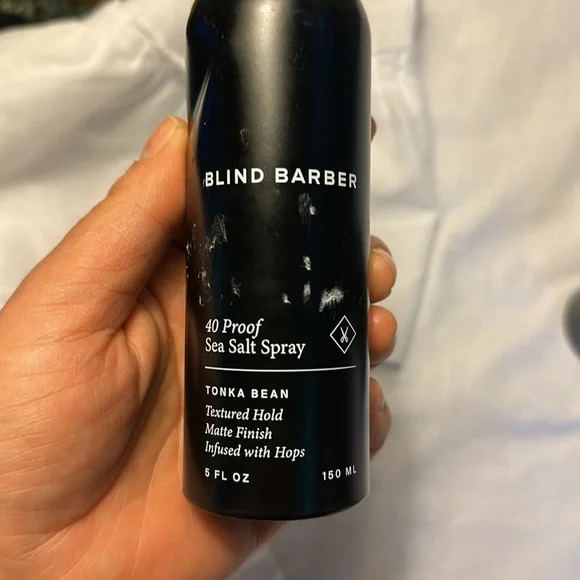 BLIND BARBER
40 Proof
Sea Salt Spray
TONKA BEAN
Textured Hold
Matte Finish
Infused with Hops
5 FL OZ 150 ML